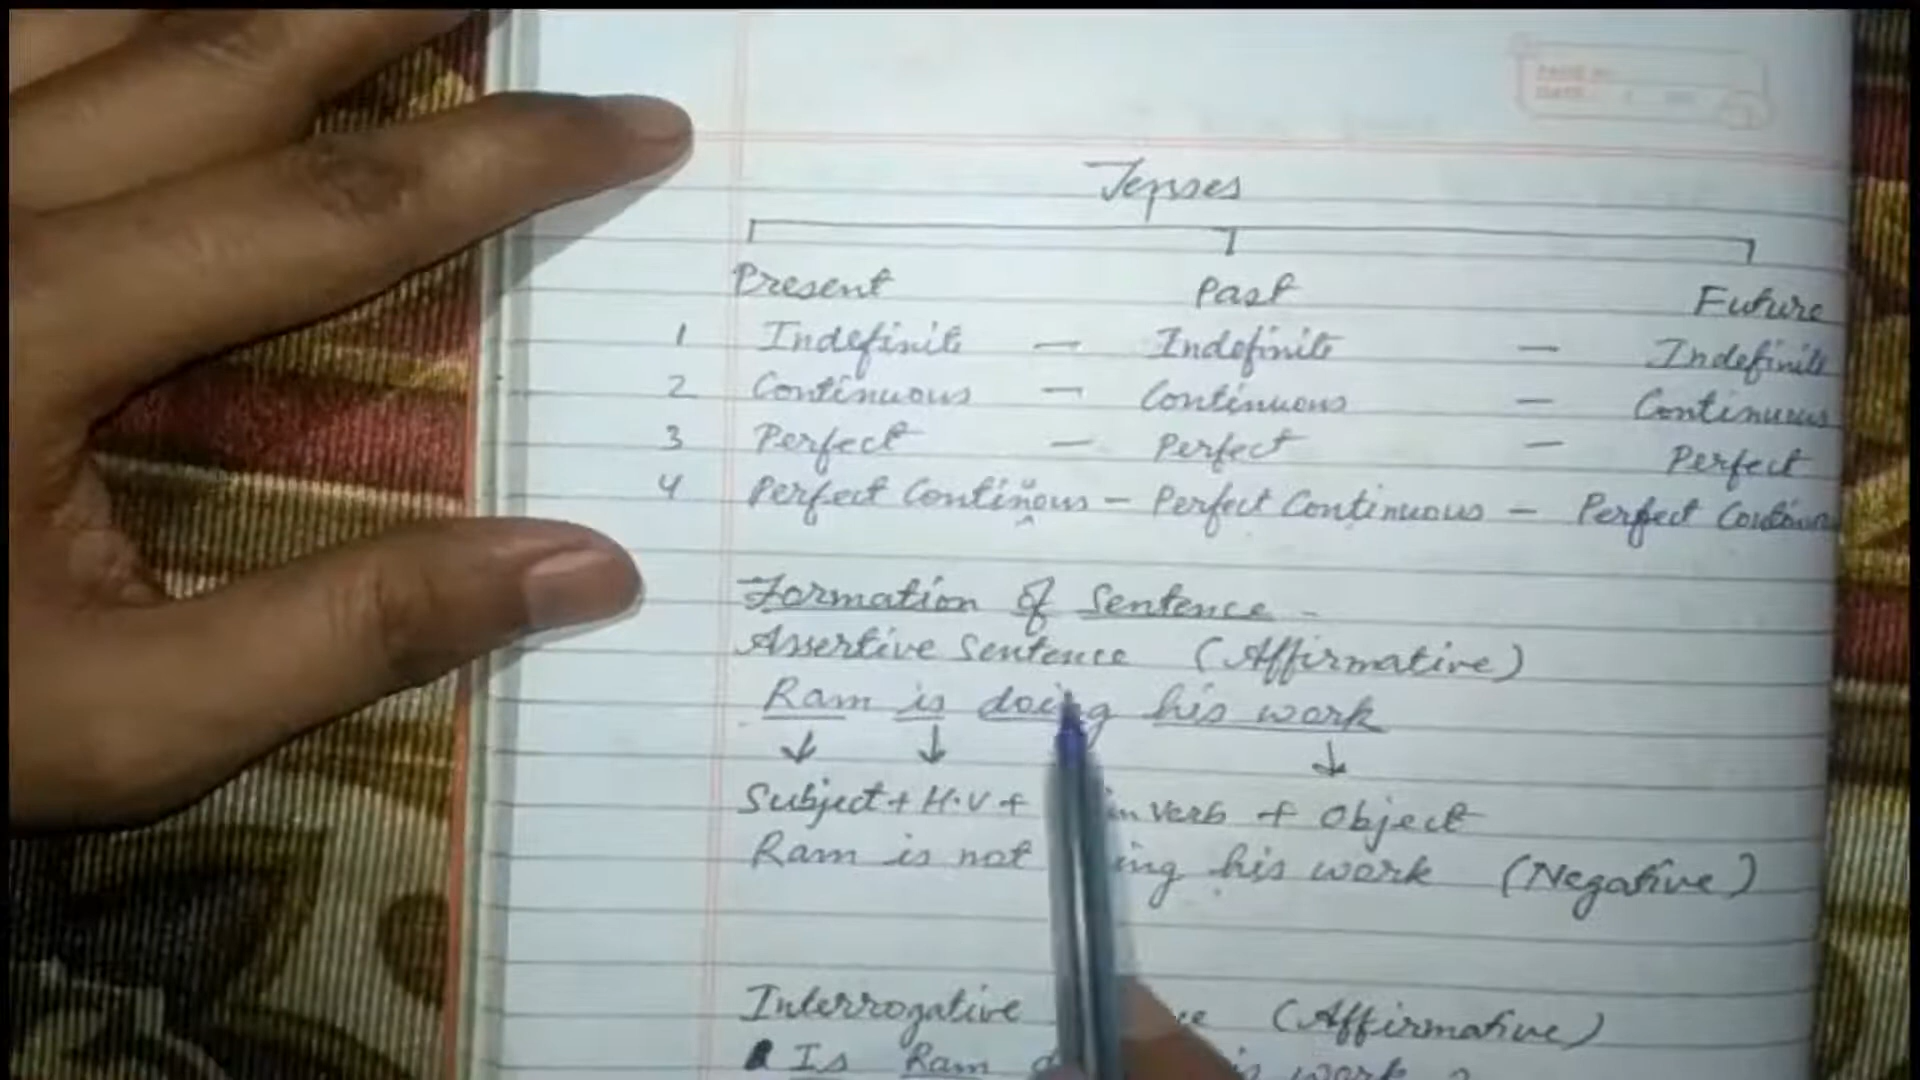 Tenses
Present Past Future
1 Indefinite — Indefinite — Indefinite
2 Continuous — Continuous — Continuous
3 Perfect — Perfect — Perfect
4 Perfect Continous — Perfect Continuous — Perfect
Formation of Sentence -
Assertive Sentence (Affirmative)
Ram is doing his work
Subject + H.V + verb + Object
Ram is not his work (Negative)
Interrogative (Affirmative)
Is Ram work ?